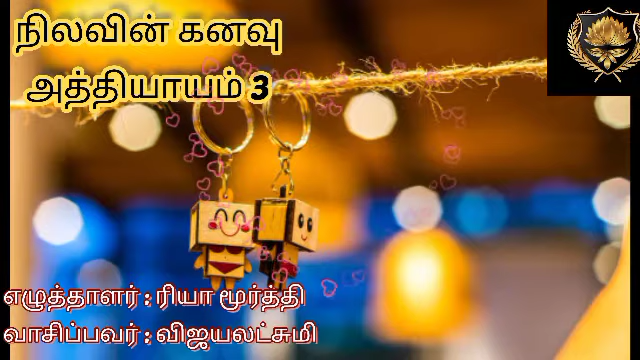 நிலவின் கனவு
அத்தியாயம் 3
எழுத்தாளர் : ரியா மூர்த்தி
வாசிப்பவர் : விஜயலட்சுமி